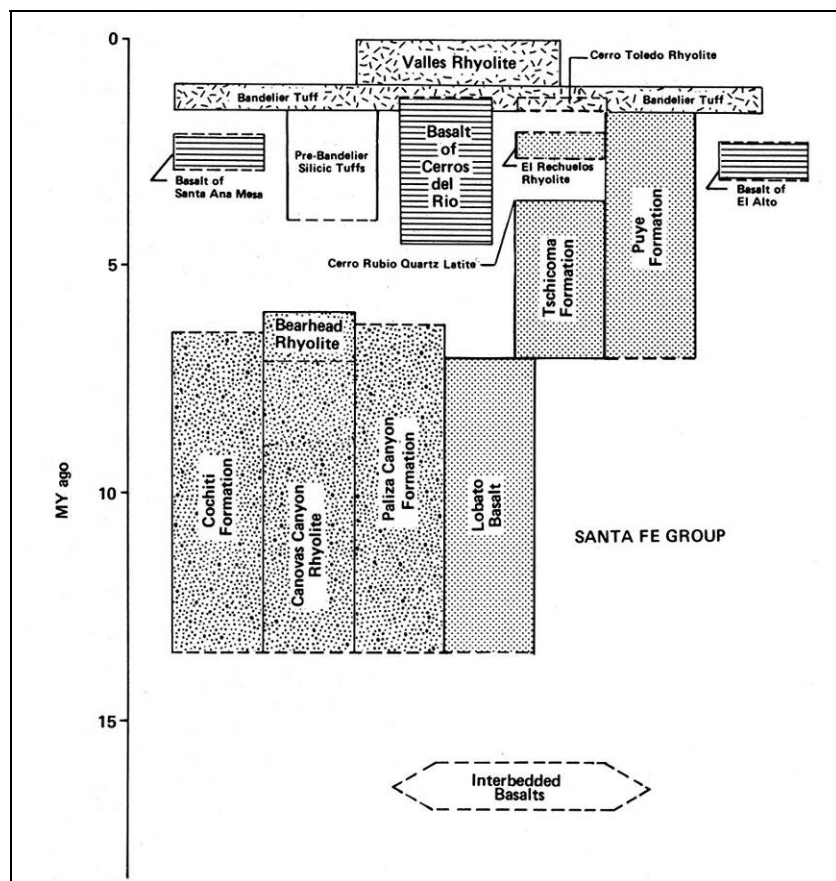 0
Valles Rhyolite
Cerro Toledo Rhyolite
Bandelier Tuff
Bandelier Tuff
Basalt of
Santa Ana Mesa
Pre-Bandelier
Silicic Tuffs
Basalt
of
Cerros
del
Rio
El Rechuelos
Rhyolite
Basalt of
El Alto
Puye
Formation
Cerro Rubio Quartz Latite
Tschicoma
Formation
5
Bearhead
Rhyolite
Cochiti
Formation
Canovas Canyon
Rhyolite
Paliza Canyon
Formation
Lobato
Basalt
MY ago
10
SANTA FE GROUP
15
Interbedded
Basalts